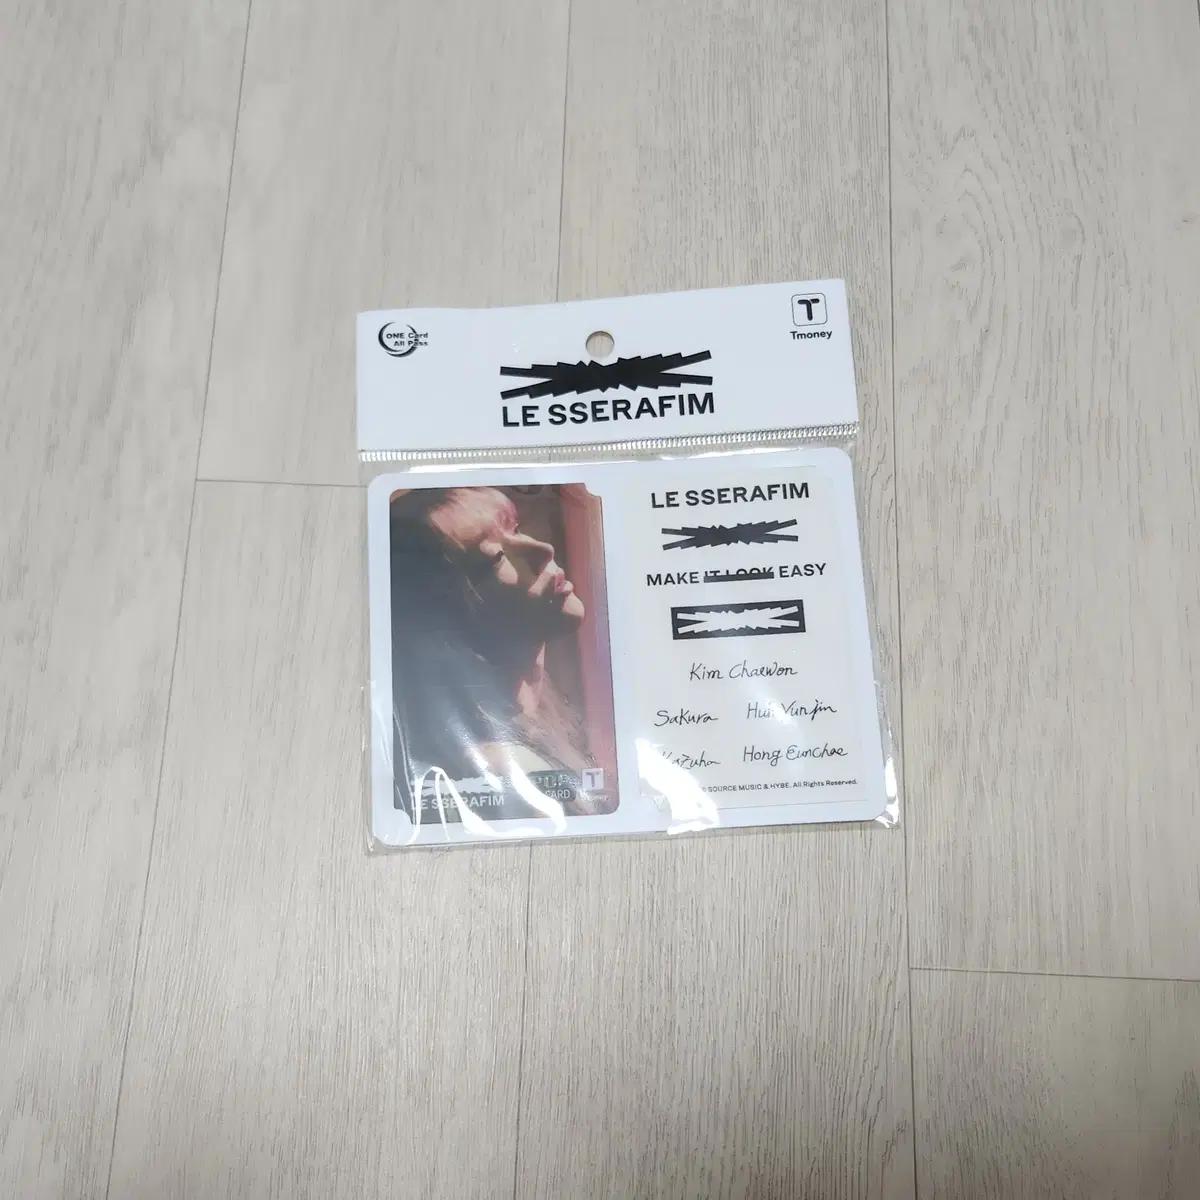 ONE Card
All Pass
T
Tmoney
LE SSERAFIM
LE SSERAFIM
MAKE IT LOOK EASY
Kim Chaewon
Sakura
Huh Yunjin
Kazuha
Hong Eunchae
SOURCE MUSIC & HYBE. All Rights Reserved.
LE SSERAFIM
CARD
T